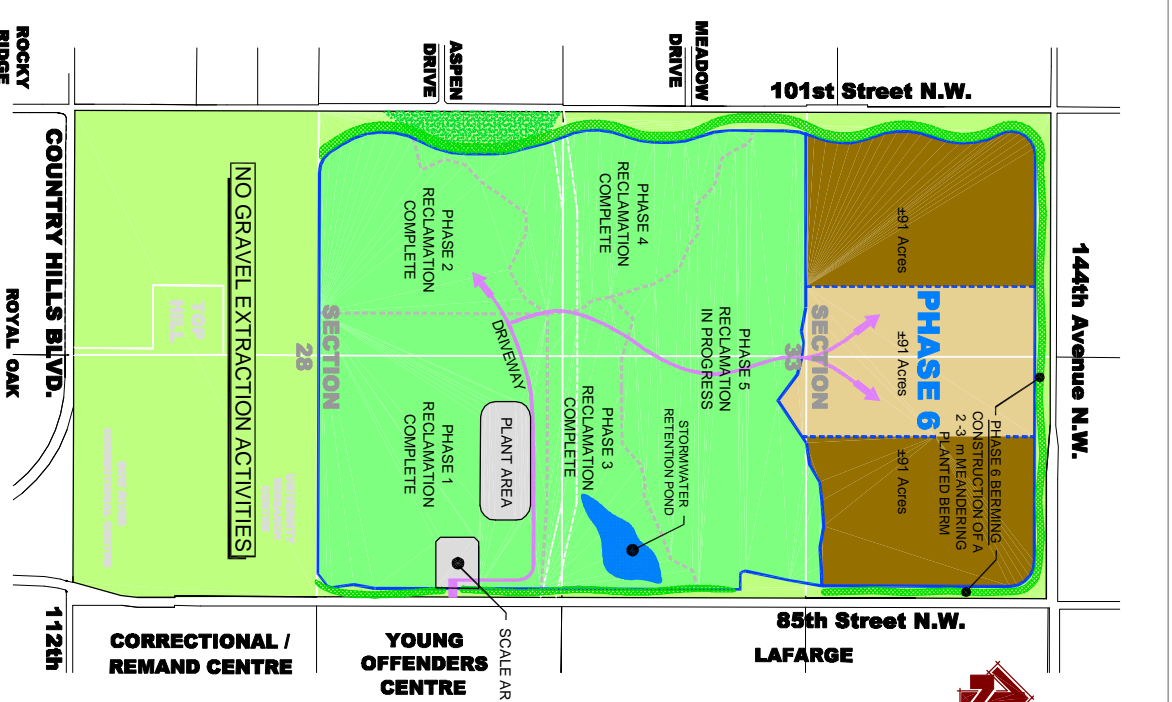 ROCKY
RIDGE
ASPEN
DRIVE
MEADOW
DRIVE
101st Street N.W.
144th Avenue N.W.
COUNTRY HILLS BLVD.
ROYAL OAK
112th
NO GRAVEL EXTRACTION ACTIVITIES
TOP
HILL
SECTION
28
PHASE 2
RECLAMATION
COMPLETE
PHASE 4
RECLAMATION
COMPLETE
PHASE 5
RECLAMATION
IN PROGRESS
DRIVEWAY
PHASE 1
RECLAMATION
COMPLETE
PLANT AREA
PHASE 3
RECLAMATION
COMPLETE
STORMWATER
RETENTION POND
SECTION
33
±91 Acres
PHASE 6
±91 Acres
±91 Acres
PHASE 6 BERMING
CONSTRUCTION OF A
2 -3 m MEANDERING
PLANTED BERM
SCALE AR
85th Street N.W.
LAFARGE
CORRECTIONAL /
REMAND CENTRE
YOUNG
OFFENDERS
CENTRE